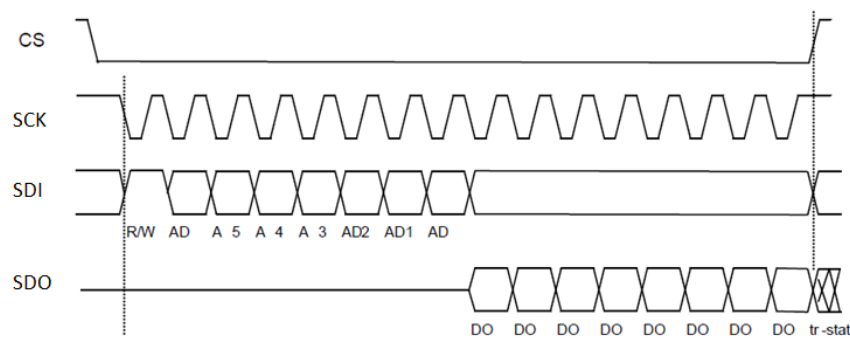 CS
SCK
SDI
R/W AD A 5 A 4 A 3 AD2 AD1 AD
SDO
DO DO DO DO DO DO DO DO tr-stat